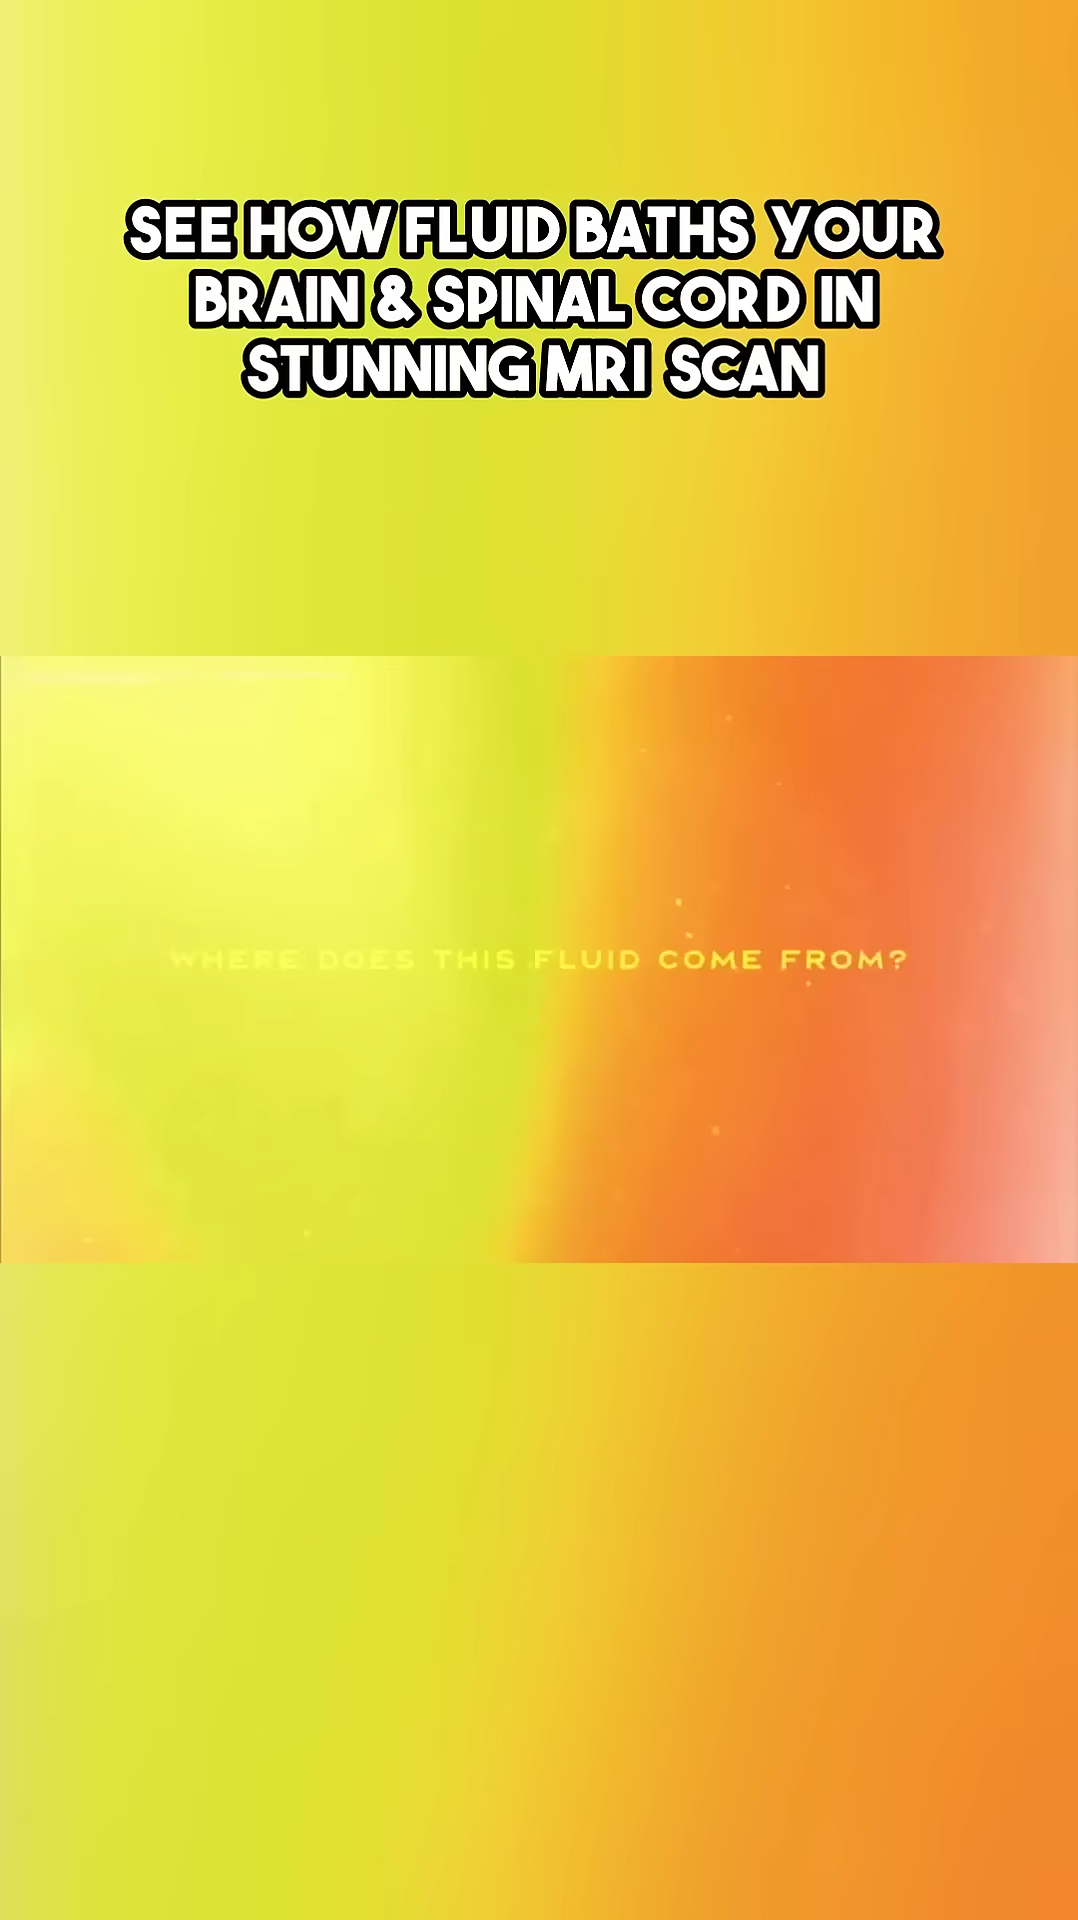 SEE HOW FLUID BATHS YOUR
BRAIN & SPINAL CORD IN
STUNNING MRI SCAN
WHERE DOES THIS FLUID COME FROM?